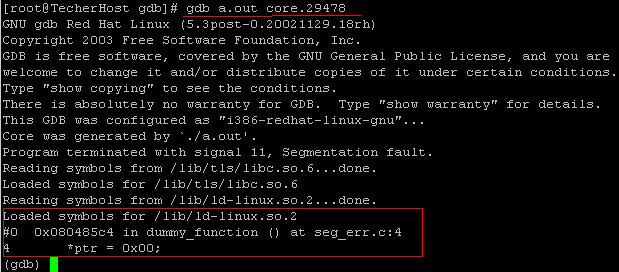 [root@TecherHost gdb]# gdb a.out core.29478
GNU gdb Red Hat Linux (5.3post-0.20021129.18rh)
Copyright 2003 Free Software Foundation, Inc.
GDB is free software, covered by the GNU General Public License, and you are
welcome to change it and/or distribute copies of it under certain conditions.
Type "show copying" to see the conditions.
There is absolutely no warranty for GDB.  Type "show warranty" for details.
This GDB was configured as "i386-redhat-linux-gnu"...
Core was generated by `./a.out'.
Program terminated with signal 11, Segmentation fault.
Reading symbols from /lib/tls/libc.so.6...done.
Loaded symbols for /lib/tls/libc.so.6
Reading symbols from /lib/ld-linux.so.2...done.
Loaded symbols for /lib/ld-linux.so.2
#0  0x080485c4 in dummy_function () at seg_err.c:4
4       *ptr = 0x00;
(gdb)